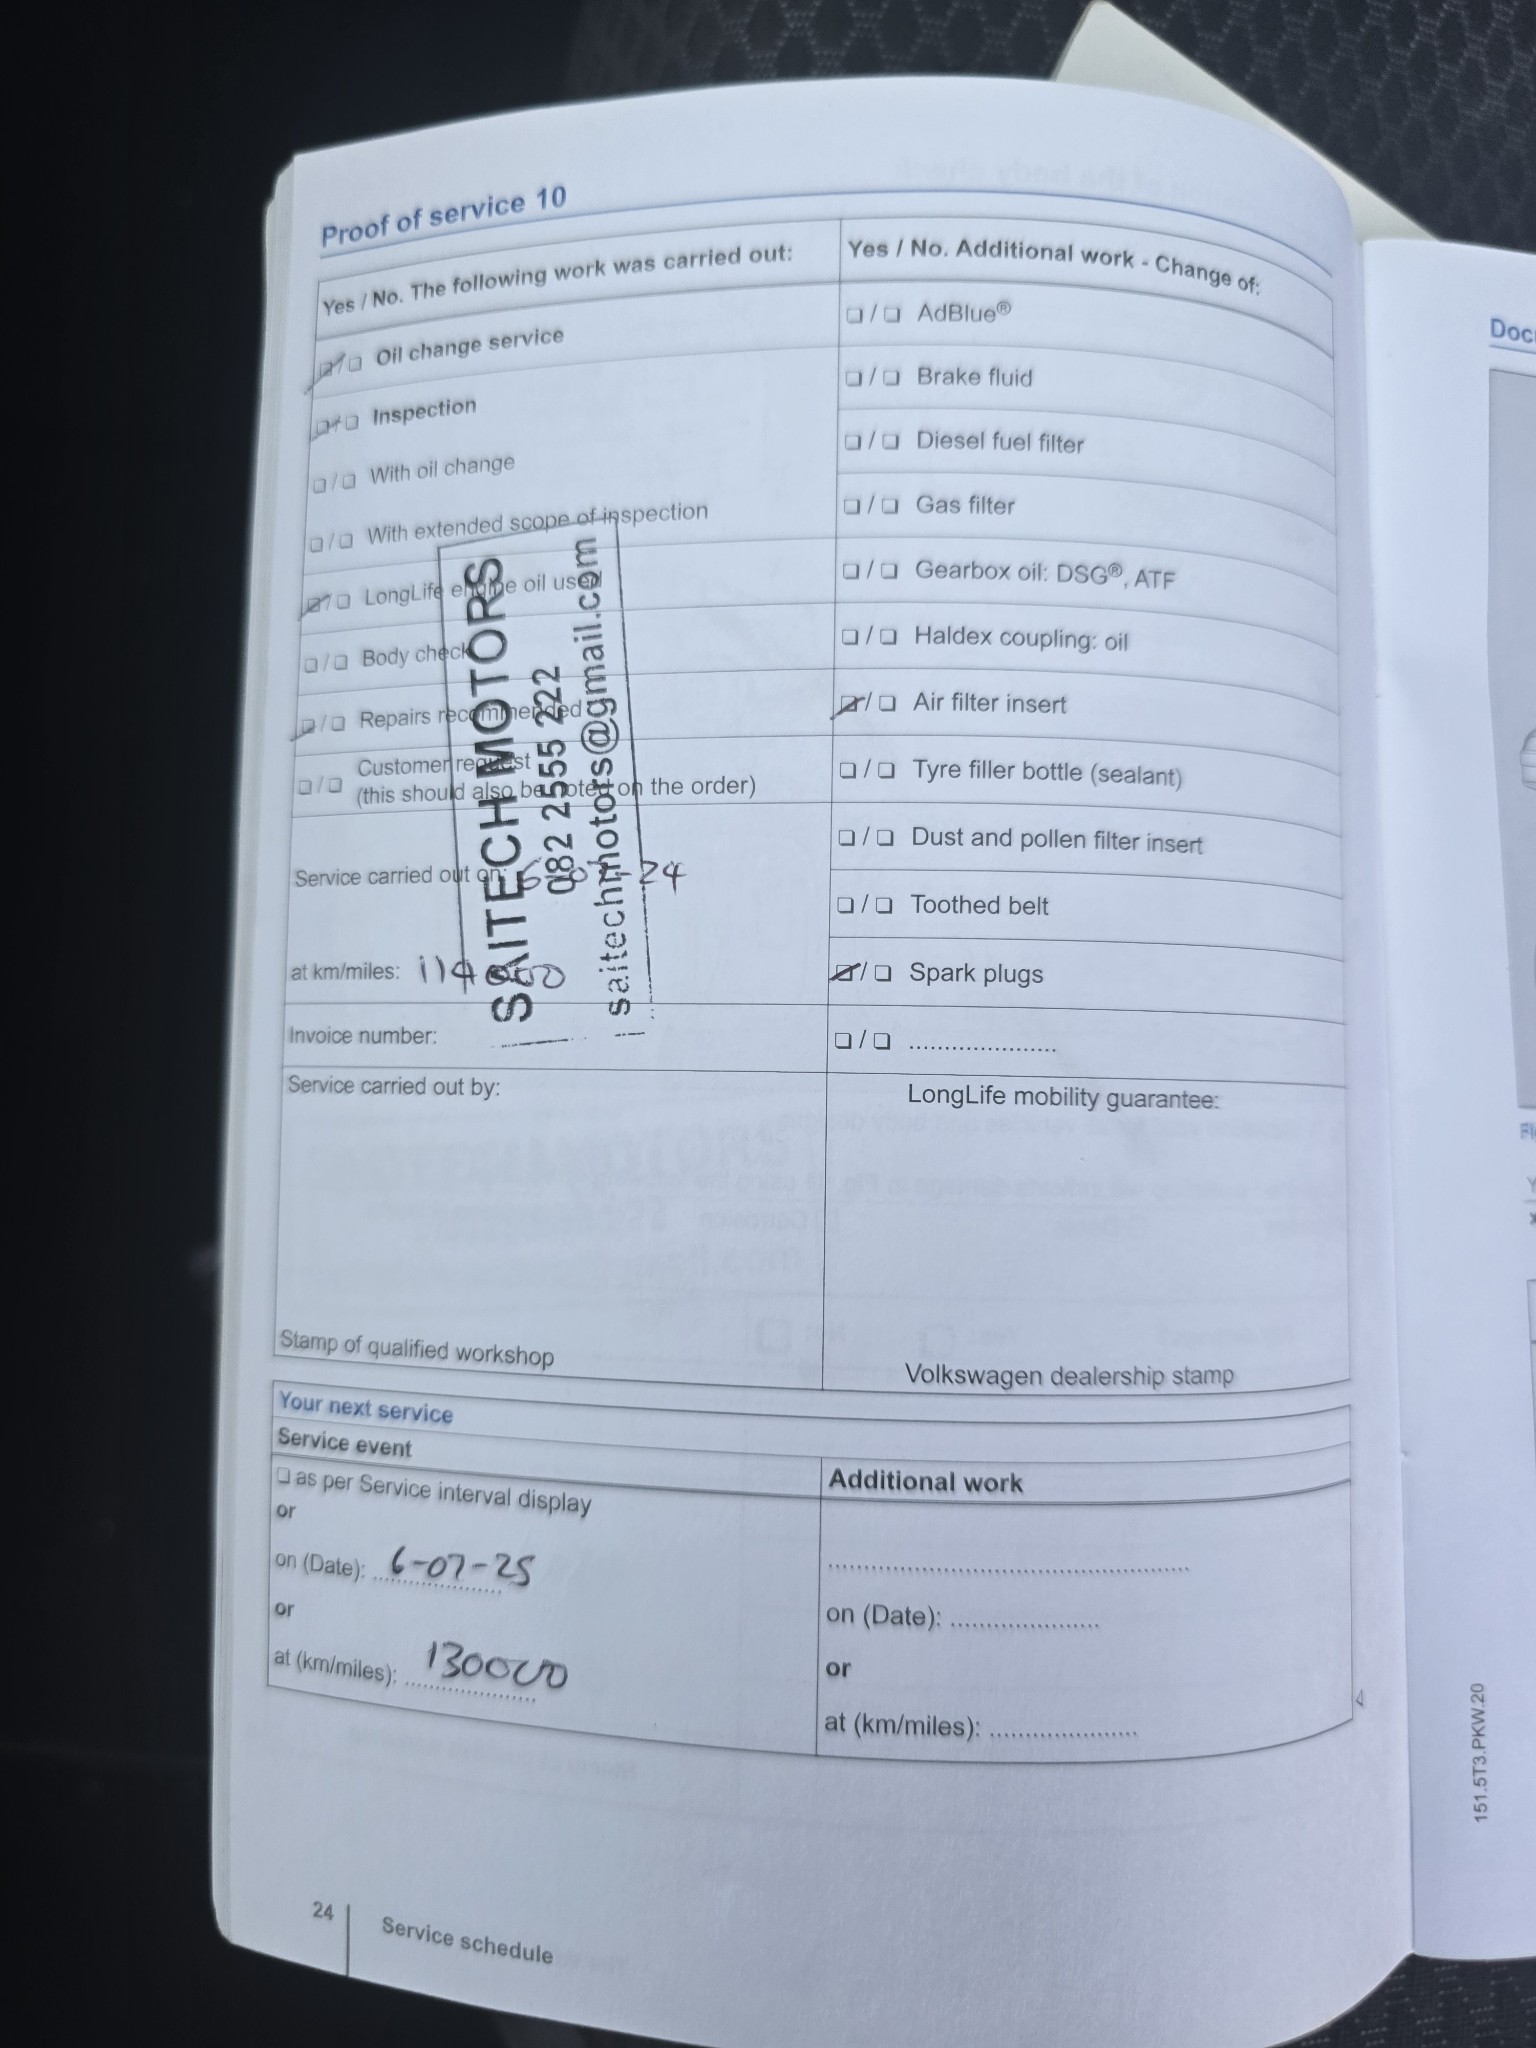 Proof of service 10
Yes / No. The following work was carried out:
❏ / ❏ Oil change service
❏ / ❏ Inspection
❏ / ❏ With oil change
❏ / ❏ With extended scope of inspection
❏ / ❏ LongLife engine oil used
❏ / ❏ Body check
❏ / ❏ Repairs recommended
❏ / ❏ Customer request
(this should also be noted on the order)
Service carried out on: 24
at km/miles:
Invoice number:
Service carried out by:
Stamp of qualified workshop
SAITECH MOTORS
082 2555 222
saitechmotors@gmail.com
Yes / No. Additional work - Change of:
❏ / ❏ AdBlue®
❏ / ❏ Brake fluid
❏ / ❏ Diesel fuel filter
❏ / ❏ Gas filter
❏ / ❏ Gearbox oil: DSG®, ATF
❏ / ❏ Haldex coupling: oil
❏ / ❏ Air filter insert
❏ / ❏ Tyre filler bottle (sealant)
❏ / ❏ Dust and pollen filter insert
❏ / ❏ Toothed belt
❏ / ❏ Spark plugs
❏ / ❏ .....................
LongLife mobility guarantee:
Volkswagen dealership stamp
Your next service
Service event
❏ as per Service interval display
or
on (Date): 6-07-25
or
at (km/miles): 130000
Additional work
on (Date): .....................
or
at (km/miles): .....................
24
Service schedule
Doc
151.5T3.PKW.20